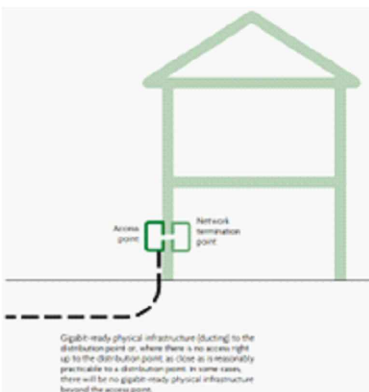 Access
point
Network
termination
point
Gigabit-ready physical infrastructure (ducting) to the
distribution point or, where there is no access right
up to the distribution point, as close as is reasonably
practicable to a distribution point. In some cases,
there will be no gigabit-ready physical infrastructure
beyond the access point.